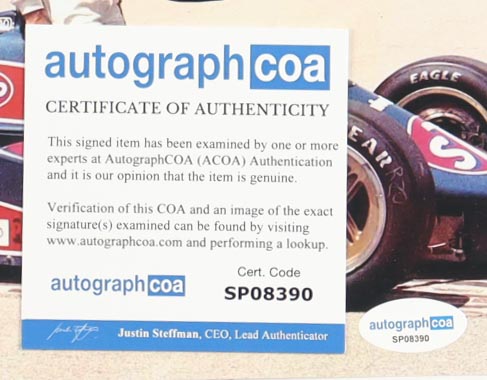 autographcoa
CERTIFICATE OF AUTHENTICITY
This signed item has been examined by one or more
experts at AutographCOA (ACOA) Authentication
and it is our opinion that the item is genuine.
Verification of this COA and an image of the exact
signature(s) examined can be found by visiting
www.autographcoa.com and performing a lookup.
autographcoa
Cert. Code
SP08390
Justin Steffman, CEO, Lead Authenticator
EAGLE
EAR
autographcoa
SP08390